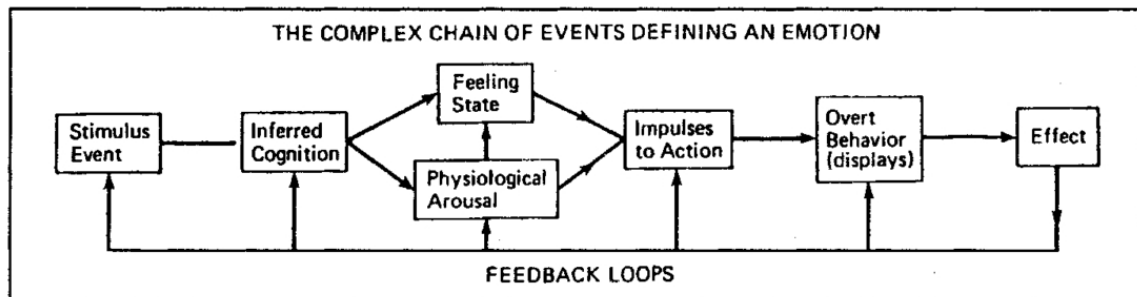 THE COMPLEX CHAIN OF EVENTS DEFINING AN EMOTION
Stimulus
Event
Inferred
Cognition
Feeling
State
Physiological
Arousal
Impulses
to Action
Overt
Behavior
(displays)
Effect
FEEDBACK LOOPS